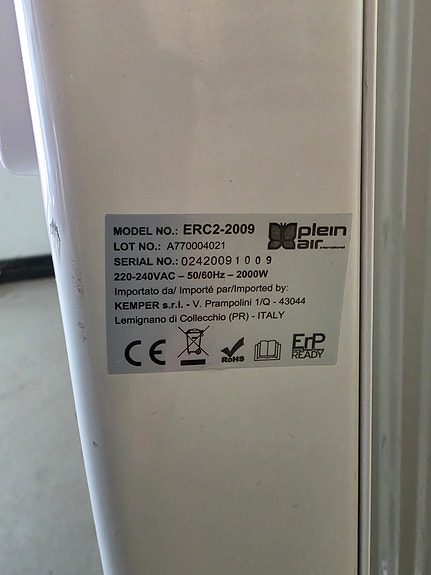 MODEL NO.: ERC2-2009
plein
air
international
LOT NO.: A770004021
SERIAL NO.: 02420091009
220-240VAC – 50/60Hz – 2000W
Importato da/ Importé par/Imported by:
KEMPER s.r.l. - V. Prampolini 1/Q - 43044
Lemignano di Collecchio (PR) - ITALY
CE
RoHS
ErP
READY